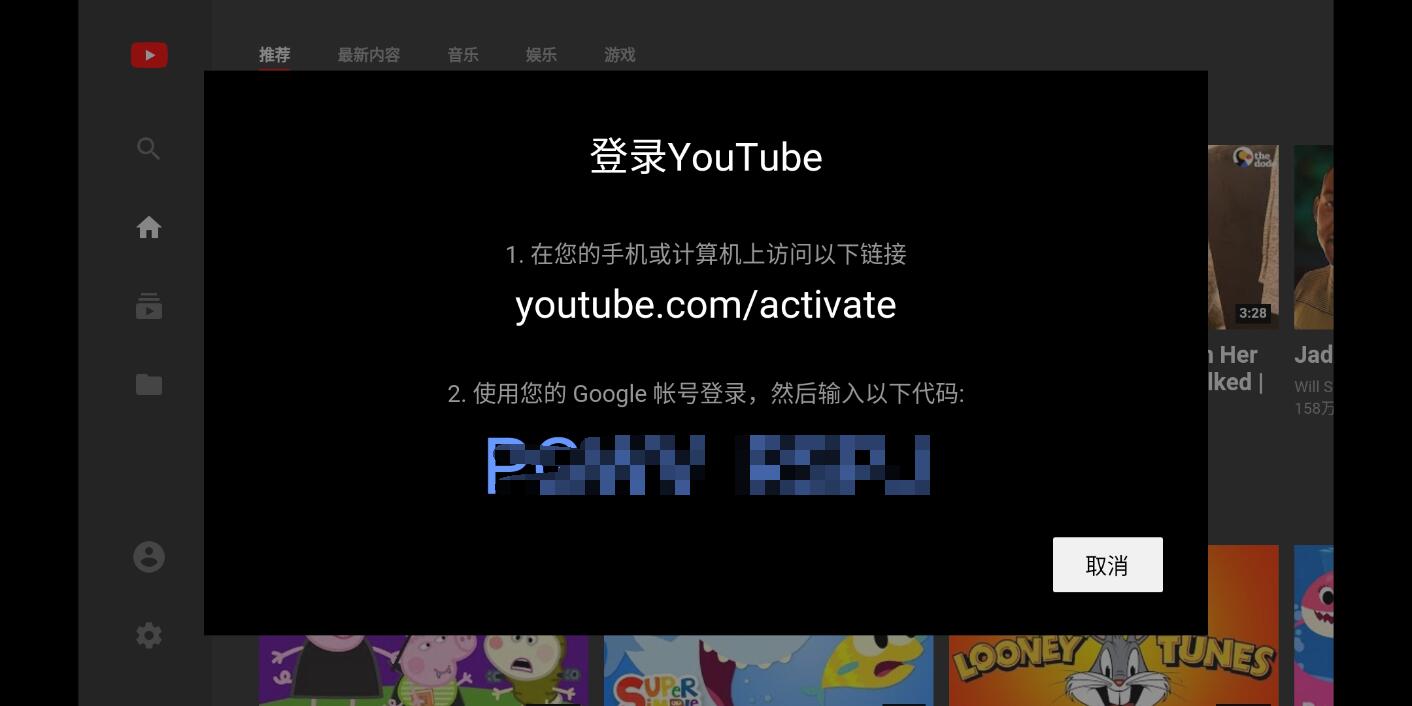 推荐 最新内容 音乐 娱乐 游戏
登录YouTube
1. 在您的手机或计算机上访问以下链接
youtube.com/activate
2. 使用您的 Google 帐号登录，然后输入以下代码:
取消
the
dodo
3:28
Her
lked |
Jad
Will S
158万
LOONEY TUNES
SUPER
SIMPLE